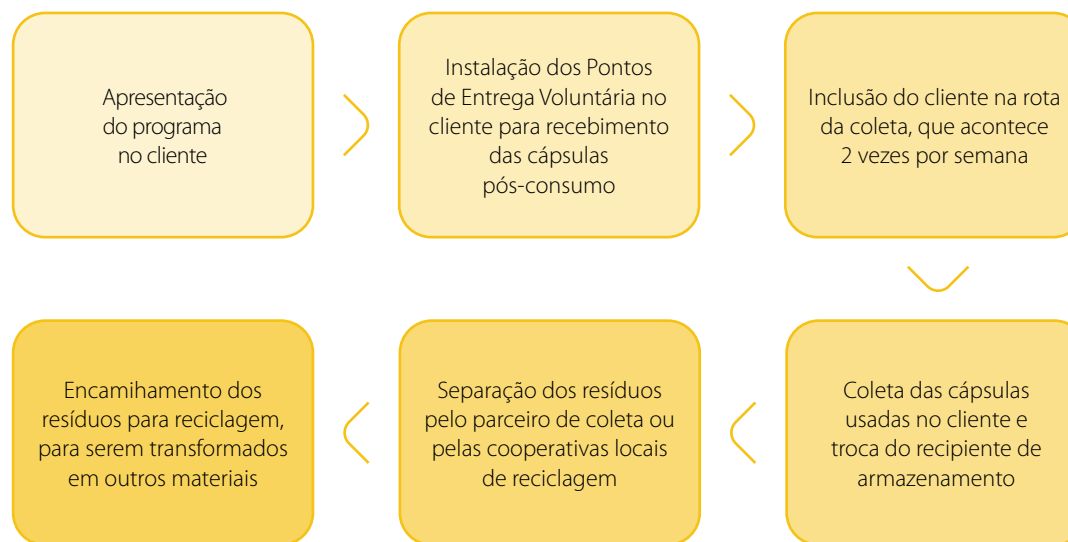 Apresentação
do programa
no cliente
Instalação dos Pontos
de Entrega Voluntária no
cliente para recebimento
das cápsulas
pós-consumo
Inclusão do cliente na rota
da coleta, que acontece
2 vezes por semana
Coleta das cápsulas
usadas no cliente e
troca do recipiente de
armazenamento
Separação dos resíduos
pelo parceiro de coleta ou
pelas cooperativas locais
de reciclagem
Encamihamento dos
resíduos para reciclagem,
para serem transformados
em outros materiais